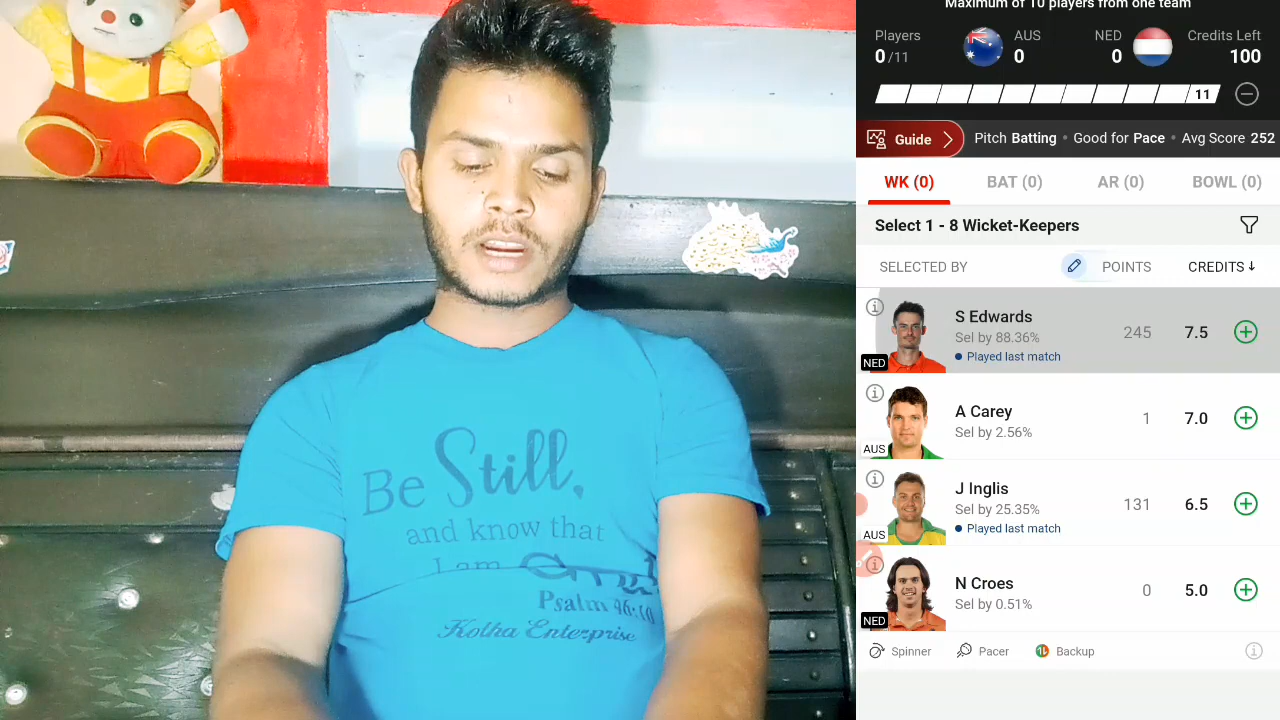 Be Still,
and know that
I am
Psalm 46:10
Kotha Enterprise
Maximum of 10 players from one team
Players AUS NED Credits Left
0/11 0 0 100
11
Guide Pitch Batting • Good for Pace • Avg Score 252
WK (0) BAT (0) AR (0) BOWL (0)
Select 1 - 8 Wicket-Keepers
SELECTED BY POINTS CREDITS↓
S Edwards
Sel by 88.36% 245 7.5
Played last match
NED
A Carey
Sel by 2.56% 1 7.0
AUS
J Inglis
Sel by 25.35% 131 6.5
Played last match
AUS
N Croes
Sel by 0.51% 0 5.0
NED
Spinner Pacer Backup